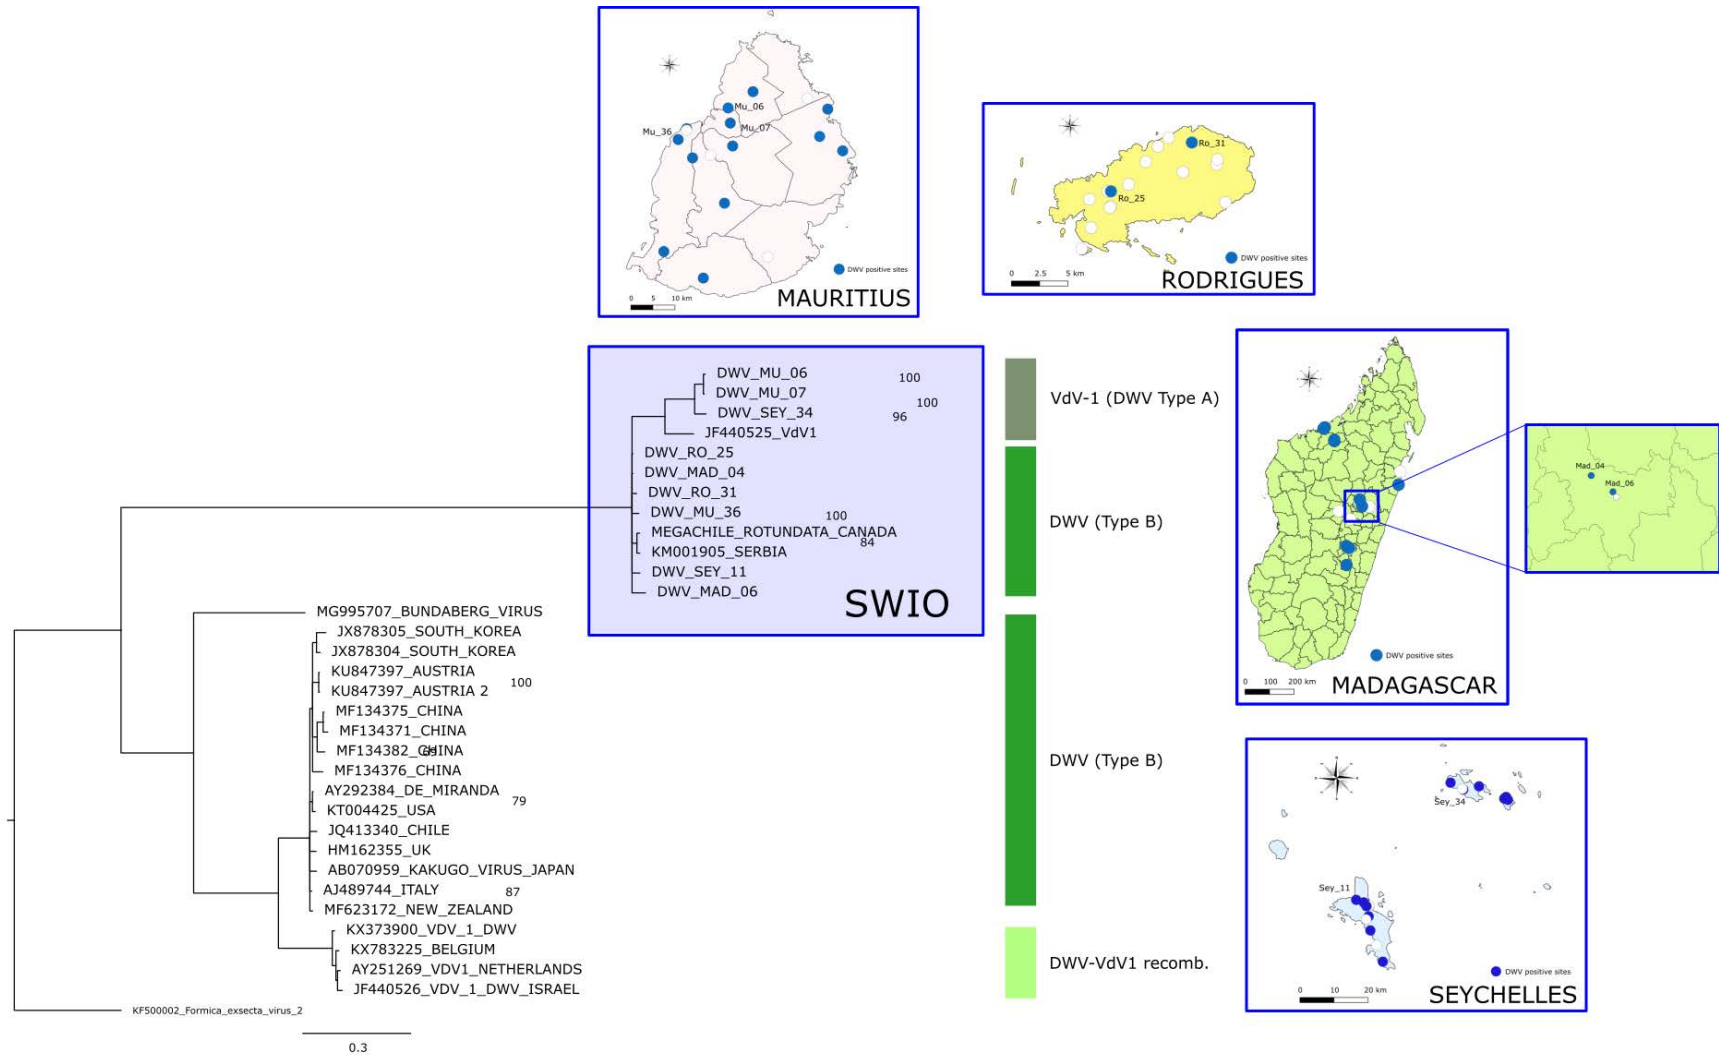 Mu_06
Mu_07
Mu_36
DWV positive sites
0 5 10 km
MAURITIUS
Ro_31
Ro_25
DWV positive sites
0 2.5 5 km
RODRIGUES
DWV_MU_06
100
DWV_MU_07
100
DWV_SEY_34
96
JF440525_VdV1
DWV_RO_25
DWV_MAD_04
DWV_RO_31
DWV_MU_36
100
MEGACHILE_ROTUNDATA_CANADA
84
KM001905_SERBIA
DWV_SEY_11
DWV_MAD_06
SWIO
VdV-1 (DWV Type A)
DWV (Type B)
DWV (Type B)
DWV-VdV1 recomb.
Mad_04
Mad_06
DWV positive sites
0 100 200 km
MADAGASCAR
MG995707_BUNDABERG_VIRUS
JX878305_SOUTH_KOREA
JX878304_SOUTH_KOREA
KU847397_AUSTRIA
100
KU847397_AUSTRIA 2
MF134375_CHINA
MF134371_CHINA
MF134382_CHINA
MF134376_CHINA
AY292384_DE_MIRANDA
79
KT004425_USA
JQ413340_CHILE
HM162355_UK
AB070959_KAKUGO_VIRUS_JAPAN
AJ489744_ITALY
87
MF623172_NEW_ZEALAND
KX373900_VDV_1_DWV
KX783225_BELGIUM
AY251269_VDV1_NETHERLANDS
JF440526_VDV_1_DWV_ISRAEL
KF500002_Formica_exsecta_virus_2
0.3
Sey_34
Sey_11
DWV positive sites
0 10 20 km
SEYCHELLES